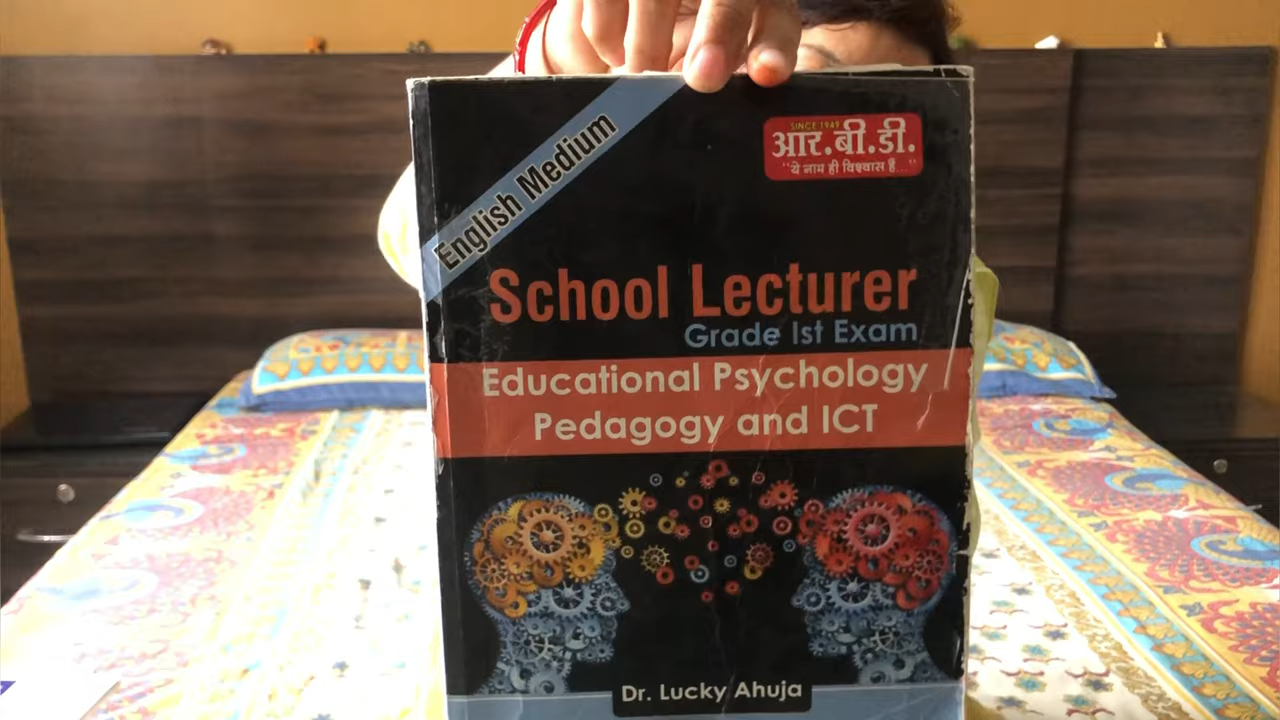 English Medium
SINCE 1949
आर.बी.डी.
"ये नाम ही विश्वास है..."
School Lecturer
Grade Ist Exam
Educational Psychology
Pedagogy and ICT
Dr. Lucky Ahuja